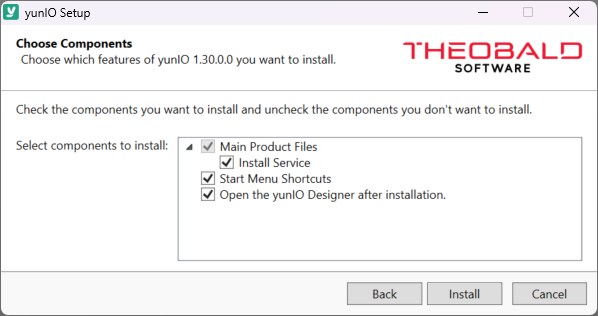 yunIO Setup
Choose Components
Choose which features of yunIO 1.30.0.0 you want to install.
THEOBALD
SOFTWARE
Check the components you want to install and uncheck the components you don't want to install.
Select components to install:
Main Product Files
Install Service
Start Menu Shortcuts
Open the yunIO Designer after installation.
Back
Install
Cancel